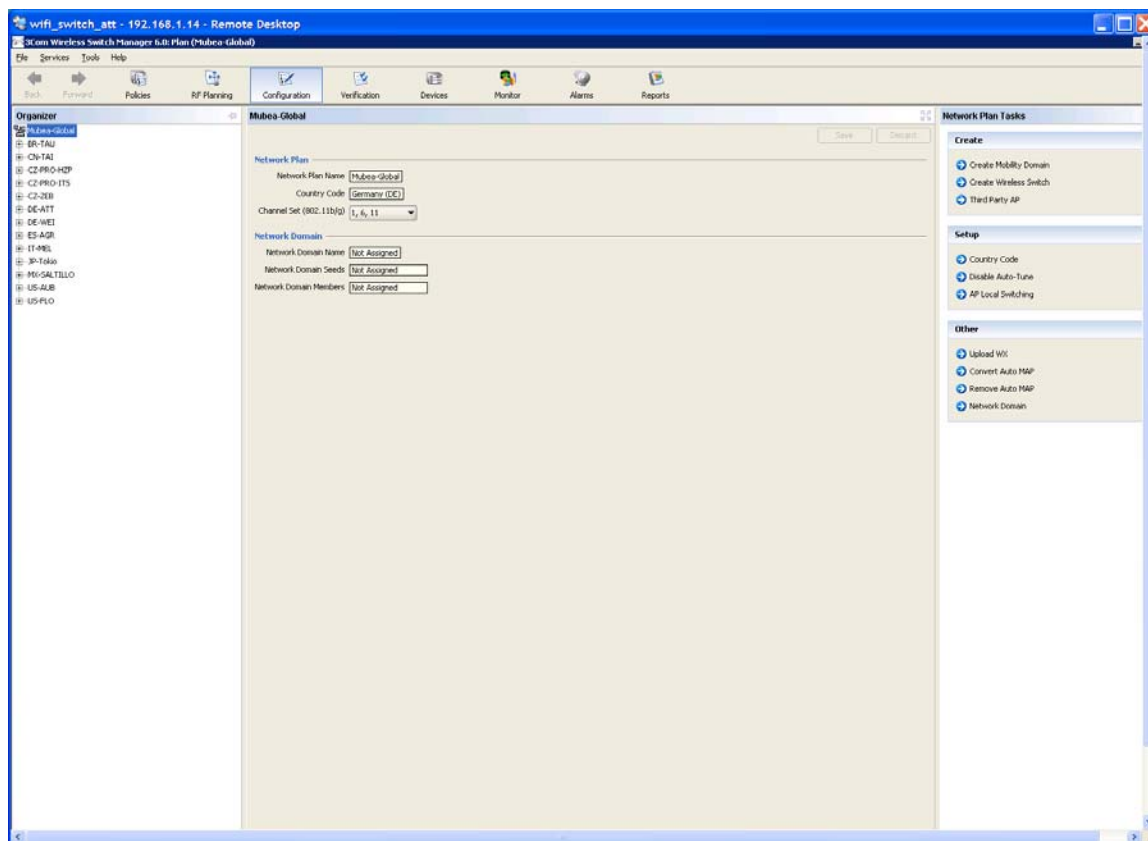 wifi_switch_att - 192.168.1.14 - Remote Desktop
3Com Wireless Switch Manager 6.0: Plan (Mubea-Global)
File Services Tools Help
Back Forward Policies RF Planning Configuration Verification Devices Monitor Alarms Reports
Organizer
Mubea-Global
BR-TAU
CN-TAI
CZ-PRO-HZP
CZ-PRO-ITS
CZ-ZEB
DE-ATT
DE-WEI
ES-AGR
IT-MEL
JP-Tokio
MX-SALTILLO
US-AUB
US-FLO
Mubea-Global
Save Discard
Network Plan
Network Plan Name Mubea-Global
Country Code Germany (DE)
Channel Set (802.11b/g) 1, 6, 11
Network Domain
Network Domain Name Not Assigned
Network Domain Seeds Not Assigned
Network Domain Members Not Assigned
Network Plan Tasks
Create
Create Mobility Domain
Create Wireless Switch
Third Party AP
Setup
Country Code
Disable Auto-Tune
AP Local Switching
Other
Upload WX
Convert Auto MAP
Remove Auto MAP
Network Domain